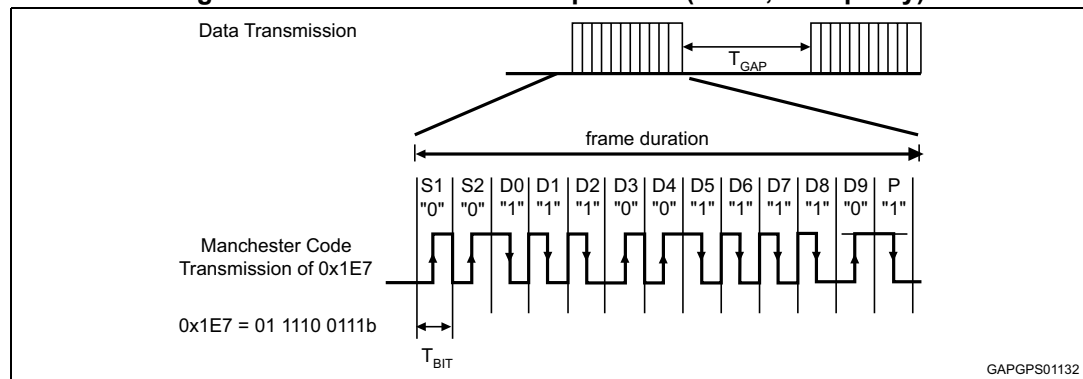 Data Transmission
T_GAP
frame duration
S1 S2 D0 D1 D2 D3 D4 D5 D6 D7 D8 D9 P
"0" "0" "1" "1" "1" "0" "0" "1" "1" "1" "1" "0" "1"
Manchester Code
Transmission of 0x1E7
0x1E7 = 01 1110 0111b
T_BIT
GAPGPS01132